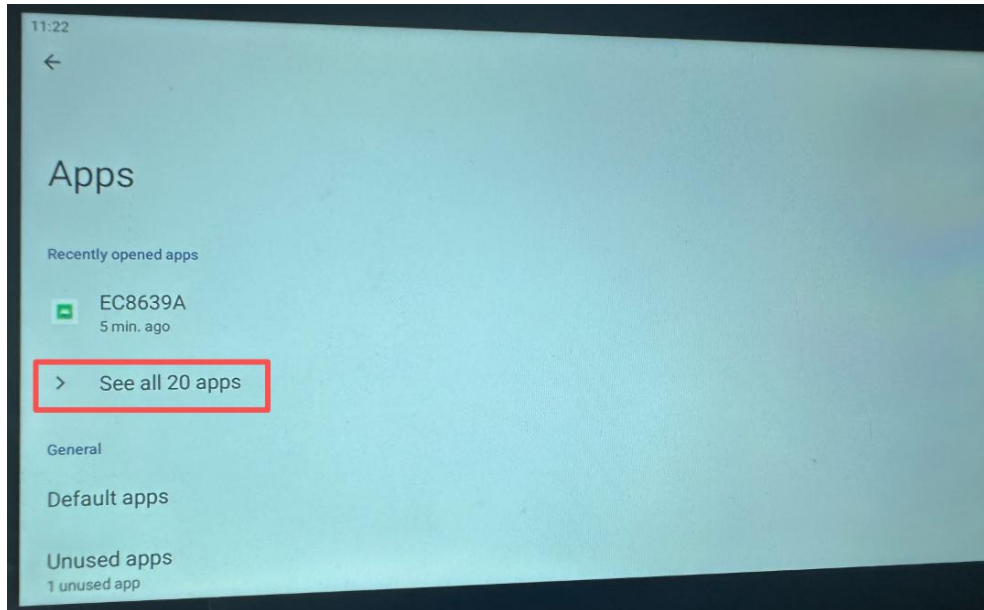 11:22
Apps
Recently opened apps
EC8639A
5 min. ago
See all 20 apps
General
Default apps
Unused apps
1 unused app